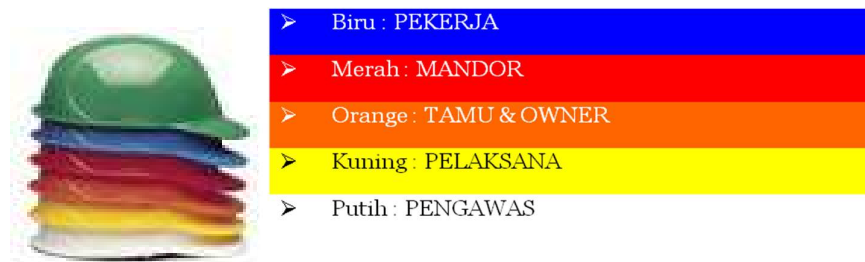 ➢ Biru : PEKERJA
➢ Merah : MANDOR
➢ Orange : TAMU & OWNER
➢ Kuning : PELAKSANA
➢ Putih : PENGAWAS